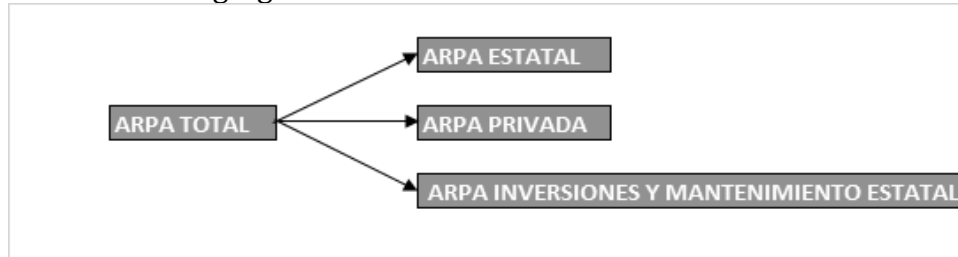 ARPA ESTATAL
ARPA TOTAL
ARPA PRIVADA
ARPA INVERSIONES Y MANTENIMIENTO ESTATAL